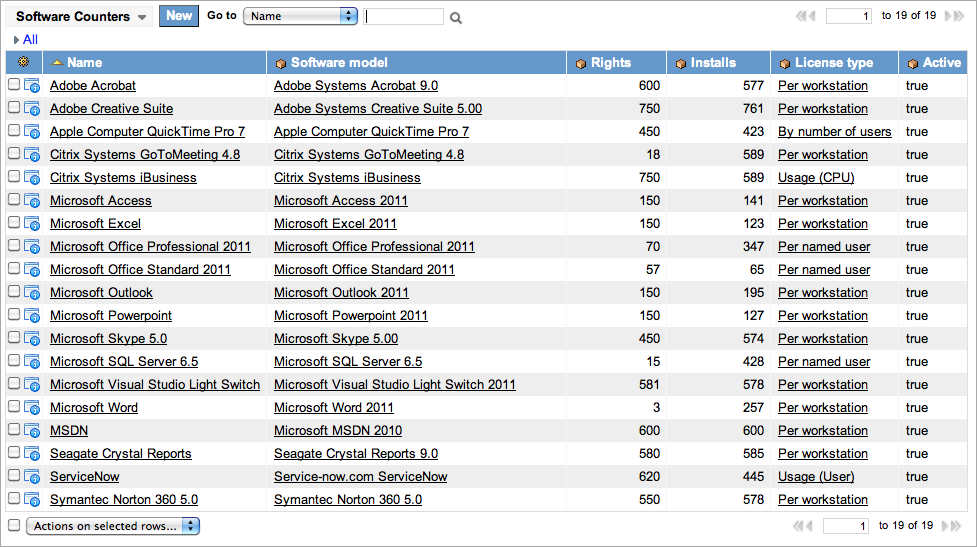 Software Counters New Go to Name 1 to 19 of 19
All
Name Software model Rights Installs License type Active
Adobe Acrobat Adobe Systems Acrobat 9.0 600 577 Per workstation true
Adobe Creative Suite Adobe Systems Creative Suite 5.00 750 761 Per workstation true
Apple Computer QuickTime Pro 7 Apple Computer QuickTime Pro 7 450 423 By number of users true
Citrix Systems GoToMeeting 4.8 Citrix Systems GoToMeeting 4.8 18 589 Per workstation true
Citrix Systems iBusiness Citrix Systems iBusiness 750 589 Usage (CPU) true
Microsoft Access Microsoft Access 2011 150 141 Per workstation true
Microsoft Excel Microsoft Excel 2011 150 123 Per workstation true
Microsoft Office Professional 2011 Microsoft Office Professional 2011 70 347 Per named user true
Microsoft Office Standard 2011 Microsoft Office Standard 2011 57 65 Per named user true
Microsoft Outlook Microsoft Outlook 2011 150 195 Per workstation true
Microsoft Powerpoint Microsoft Powerpoint 2011 150 127 Per workstation true
Microsoft Skype 5.0 Microsoft Skype 5.00 450 574 Per workstation true
Microsoft SQL Server 6.5 Microsoft SQL Server 6.5 15 428 Per named user true
Microsoft Visual Studio Light Switch Microsoft Visual Studio Light Switch 2011 581 578 Per workstation true
Microsoft Word Microsoft Word 2011 3 257 Per workstation true
MSDN Microsoft MSDN 2010 600 600 Per workstation true
Seagate Crystal Reports Seagate Crystal Reports 9.0 580 585 Per workstation true
ServiceNow Service-now.com ServiceNow 620 445 Usage (User) true
Symantec Norton 360 5.0 Symantec Norton 360 5.0 550 578 Per workstation true
Actions on selected rows... 1 to 19 of 19